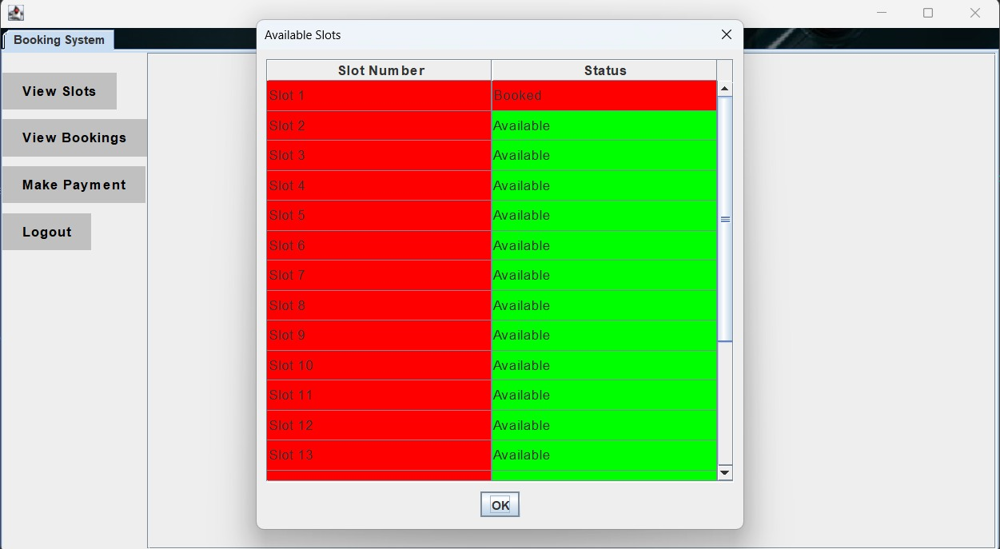 Booking System
View Slots
View Bookings
Make Payment
Logout
Available Slots
Slot Number Status
Slot 1 Booked
Slot 2 Available
Slot 3 Available
Slot 4 Available
Slot 5 Available
Slot 6 Available
Slot 7 Available
Slot 8 Available
Slot 9 Available
Slot 10 Available
Slot 11 Available
Slot 12 Available
Slot 13 Available
OK